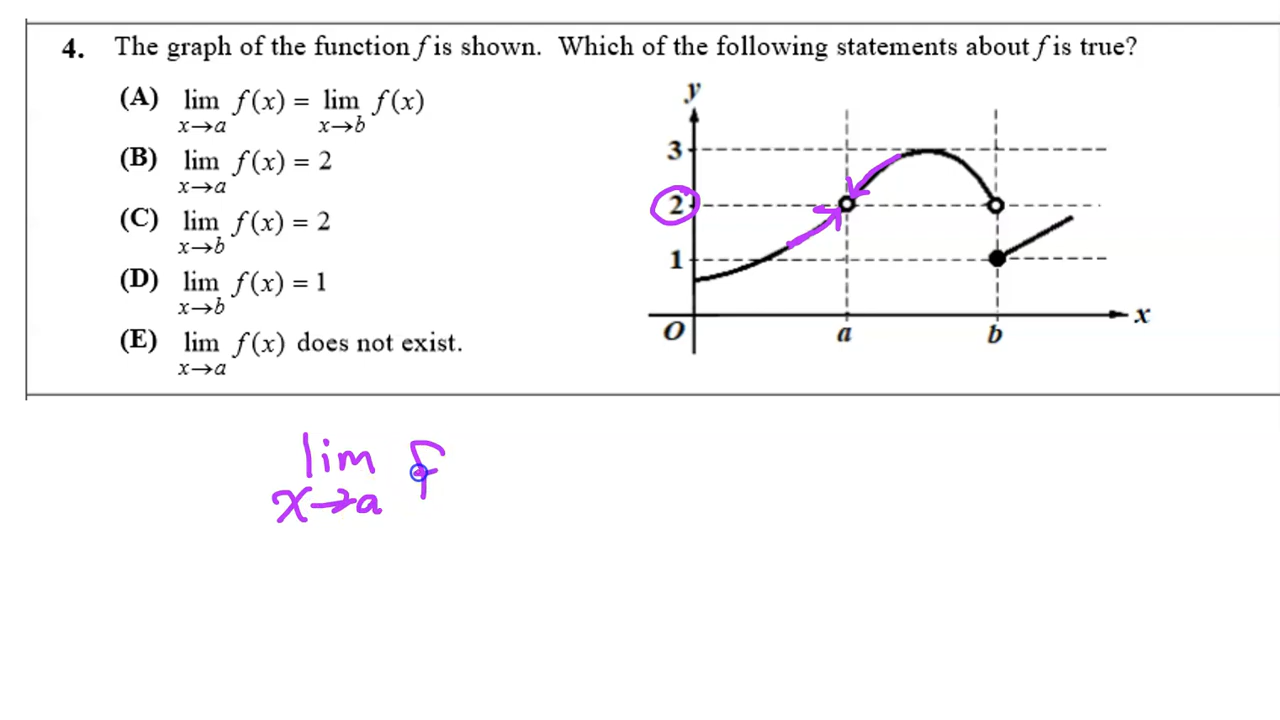 4. The graph of the function f is shown. Which of the following statements about f is true?
(A) lim f(x) = lim f(x)
x→a x→b
(B) lim f(x) = 2
x→a
(C) lim f(x) = 2
x→b
(D) lim f(x) = 1
x→b
(E) lim f(x) does not exist.
x→a
y
3
2
1
O
a
b
x
lim f
x→a